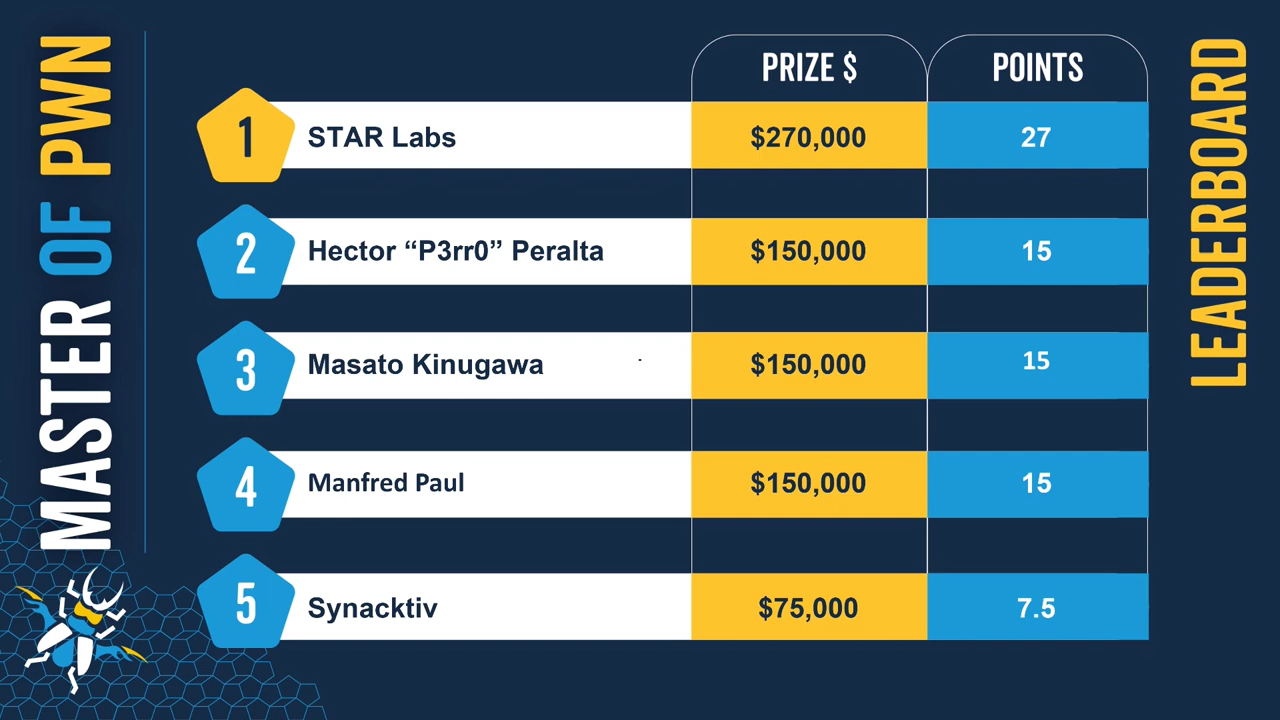 MASTER OF PWN
PRIZE $ POINTS
1 STAR Labs $270,000 27
2 Hector “P3rr0” Peralta $150,000 15
3 Masato Kinugawa $150,000 15
4 Manfred Paul $150,000 15
5 Synacktiv $75,000 7.5
LEADERBOARD